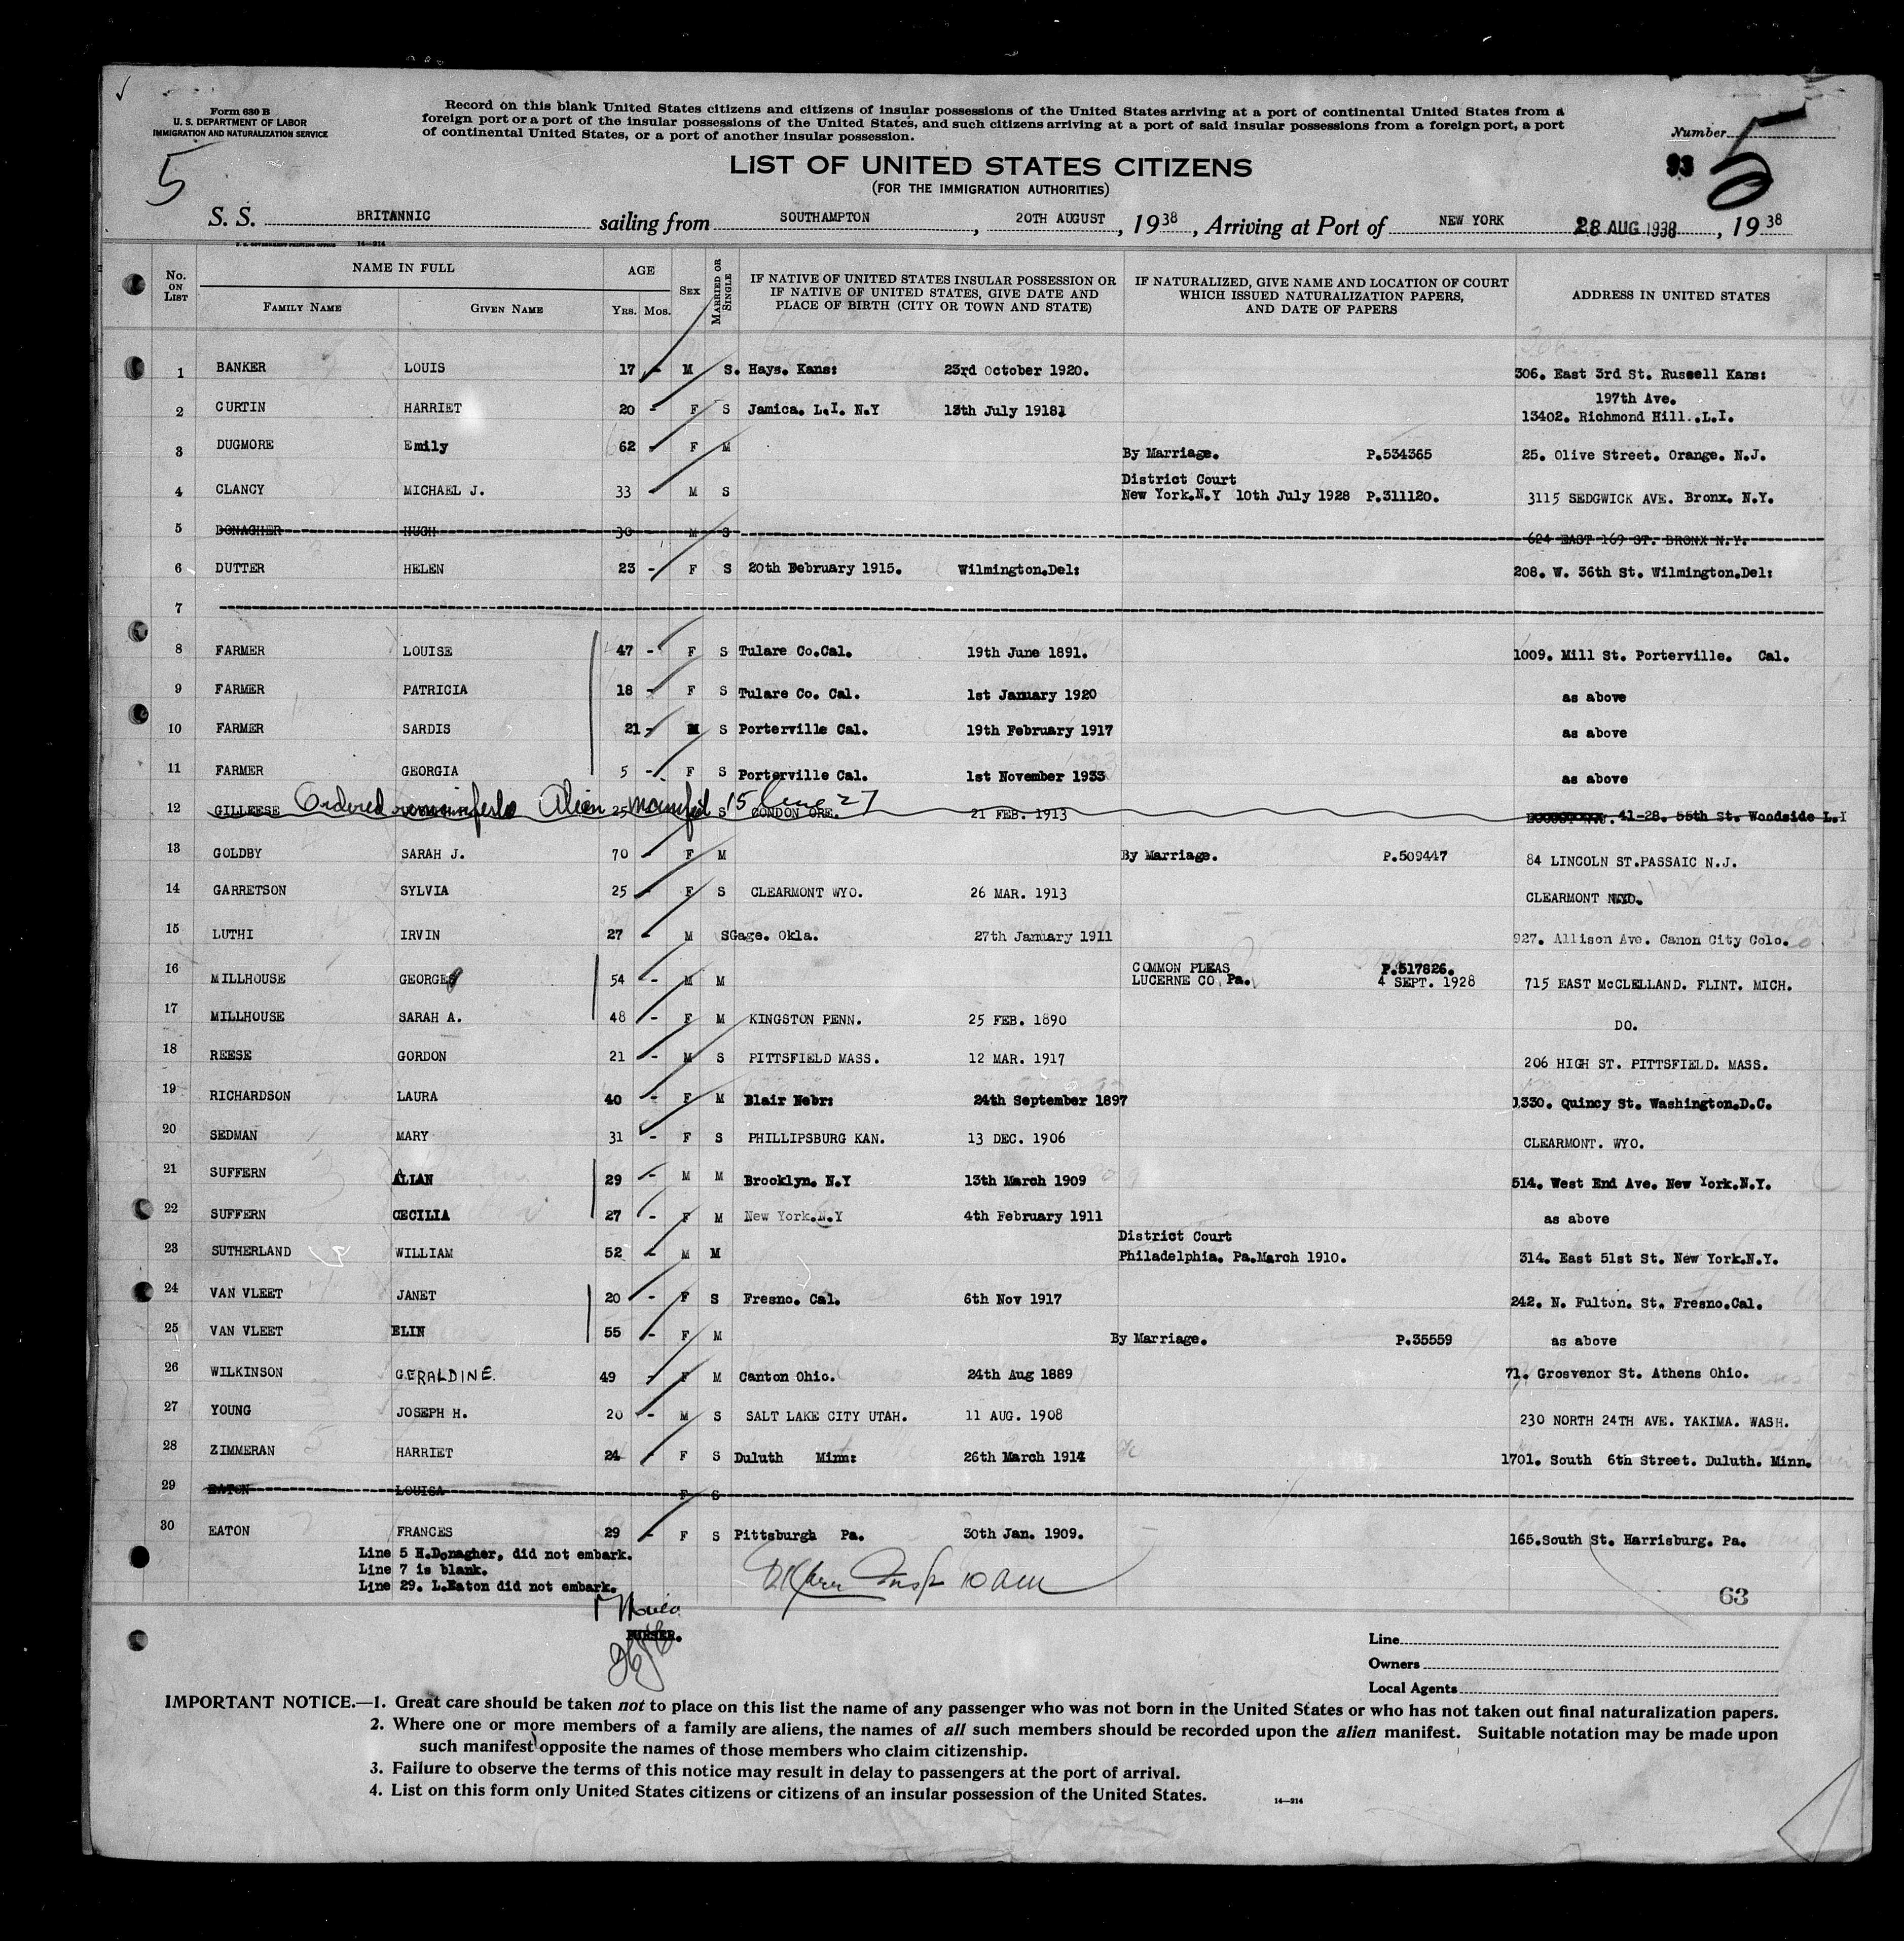 Form 630 B
U. S. DEPARTMENT OF LABOR
IMMIGRATION AND NATURALIZATION SERVICE
Record on this blank United States citizens and citizens of insular possessions of the United States arriving at a port of continental United States from a
foreign port or a port of the insular possessions of the United States, and such citizens arriving at a port of said insular possessions from a foreign port, a port
of continental United States, or a port of another insular possession.
Number 5
5
93
LIST OF UNITED STATES CITIZENS
(FOR THE IMMIGRATION AUTHORITIES)
S. S. BRITANNIC sailing from SOUTHAMPTON, 20TH AUGUST, 1938, Arriving at Port of NEW YORK 28 AUG 1938, 1938
U. S. GOVERNMENT PRINTING OFFICE 14—214
No. ON LIST NAME IN FULL AGE SEX MARRIED OR SINGLE IF NATIVE OF UNITED STATES INSULAR POSSESSION OR IF NATIVE OF UNITED STATES, GIVE DATE AND PLACE OF BIRTH (CITY OR TOWN AND STATE) IF NATURALIZED, GIVE NAME AND LOCATION OF COURT WHICH ISSUED NATURALIZATION PAPERS, AND DATE OF PAPERS ADDRESS IN UNITED STATES
FAMILY NAME GIVEN NAME YRS. MOS.
1 BANKER LOUIS 17 - M S. Hays. Kans: 23rd October 1920. 306. East 3rd St. Russell Kans:
197th Ave.
2 CURTIN HARRIET 20 - F S Jamica. L.I. N.Y 13th July 1918 13402. Richmond Hill..L.I.
3 DUGMORE Emily 62 F M By Marriage. P.534365 25. Olive Street. Orange. N.J.
District Court
4 CLANCY MICHAEL J. 33 M S New York.N.Y 10th July 1928 P.311120. 3115 SEDGWICK AVE. Bronx. N.Y.
5 DONAGHER HUGH 30 M S 624 EAST 169 ST. BRONX N.Y.
6 DUTTER HELEN 23 - F S 20th February 1915. Wilmington.Del: 208. W. 36th St. Wilmington.Del:
7
8 FARMER LOUISE 47 - F S Tulare Co.Cal. 19th June 1891. 1009. Mill St. Porterville. Cal.
9 FARMER PATRICIA 18 - F S Tulare Co. Cal. 1st January 1920 as above
10 FARMER SARDIS 21 - M S Porterville Cal. 19th February 1917 as above
11 FARMER GEORGIA 5 - F S Porterville Cal. 1st November 1933 as above
12 GILLEESE Ordered Alien manifest 15 line 27 25 S CONDON ORE. 21 FEB. 1913 41-28. 55th St. Woodside L.I
13 GOLDBY SARAH J. 70 - F M By Marriage. P.509447 84 LINCOLN ST.PASSAIC N.J.
14 GARRETSON SYLVIA 25 - F S CLEARMONT WYO. 26 MAR. 1913 CLEARMONT WYO.
15 LUTHI IRVIN 27 - M S Gage. Okla. 27th January 1911 927. Allison Ave. Canon City Colo.
COMMON PLEAS P.517826.
16 MILLHOUSE GEORGE 54 - M M LUCERNE CO. Pa. 4 SEPT. 1928 715 EAST McCLELLAND. FLINT. MICH.
17 MILLHOUSE SARAH A. 48 - F M KINGSTON PENN. 25 FEB. 1890 DO.
18 REESE GORDON 21 - M S PITTSFIELD MASS. 12 MAR. 1917 206 HIGH ST. PITTSFIELD. MASS.
19 RICHARDSON LAURA 40 - F M Blair Nebr: 24th September 1897 1330. Quincy St. Washington.D.C.
20 SEDMAN MARY 31 - F S PHILLIPSBURG KAN. 13 DEC. 1906 CLEARMONT. WYO.
21 SUFFERN ALLAN 29 - M M Brooklyn. N.Y 13th March 1909 514. West End Ave. New York.N.Y.
22 SUFFERN CECILIA 27 - F M New York.N.Y 4th February 1911 as above
District Court
23 SUTHERLAND WILLIAM 52 - M M Philadelphia. Pa.March 1910. 314. East 51st St. New York.N.Y.
24 VAN VLEET JANET 20 - F S Fresno. Cal. 6th Nov 1917 242. N. Fulton. St. Fresno.Cal.
25 VAN VLEET ELIN 55 - F M By Marriage. P.35559 as above
26 WILKINSON GERALDINE. 49 - F M Canton Ohio. 24th Aug 1889 71. Grosvenor St. Athens Ohio.
27 YOUNG JOSEPH H. 20 - M S SALT LAKE CITY UTAH. 11 AUG. 1908 230 NORTH 24TH AVE. YAKIMA. WASH.
28 ZIMMERAN HARRIET 24 - F S Duluth Minn: 26th March 1914 1701. South 6th Street. Duluth. Minn.
29 EATON LOUISA F S
30 EATON FRANCES 29 - F S Pittsburgh Pa. 30th Jan. 1909. 165.South St. Harrisburg. Pa.
Line 5 H.Donagher, did not embark.
Line 7 is blank.
Line 29. L.Eaton did not embark.
Insp 10 am
63
PURSER.
Line
Owners
Local Agents
IMPORTANT NOTICE.—1. Great care should be taken not to place on this list the name of any passenger who was not born in the United States or who has not taken out final naturalization papers.
2. Where one or more members of a family are aliens, the names of all such members should be recorded upon the alien manifest. Suitable notation may be made upon
such manifest opposite the names of those members who claim citizenship.
3. Failure to observe the terms of this notice may result in delay to passengers at the port of arrival.
4. List on this form only United States citizens or citizens of an insular possession of the United States.
14—214